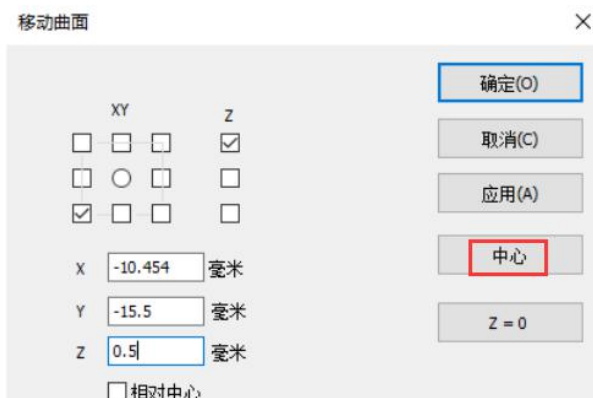 移动曲面
确定(O)
XY
Z
取消(C)
应用(A)
中心
X -10.454 毫米
Y -15.5 毫米
Z = 0
Z 0.5 毫米
相对中心